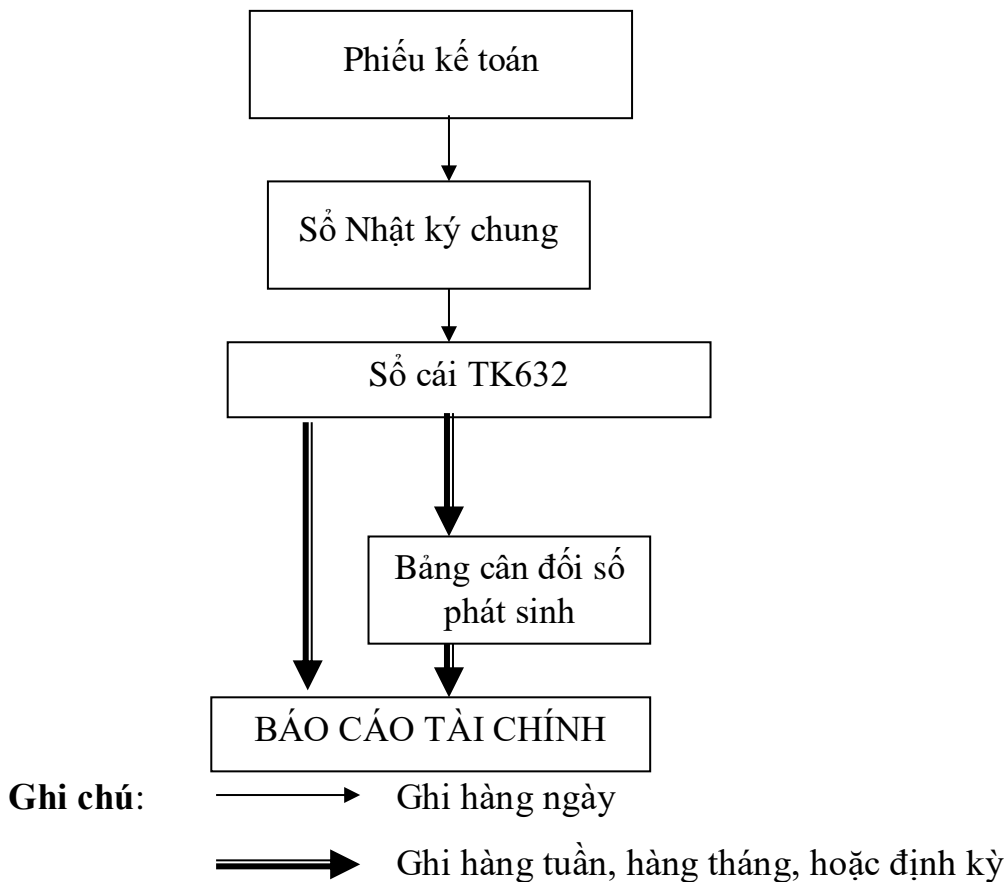 Phiếu kế toán
Sổ Nhật ký chung
Sổ cái TK632
Bảng cân đối số
phát sinh
BÁO CÁO TÀI CHÍNH
Ghi chú:
Ghi hàng ngày
Ghi hàng tuần, hàng tháng, hoặc định kỳ